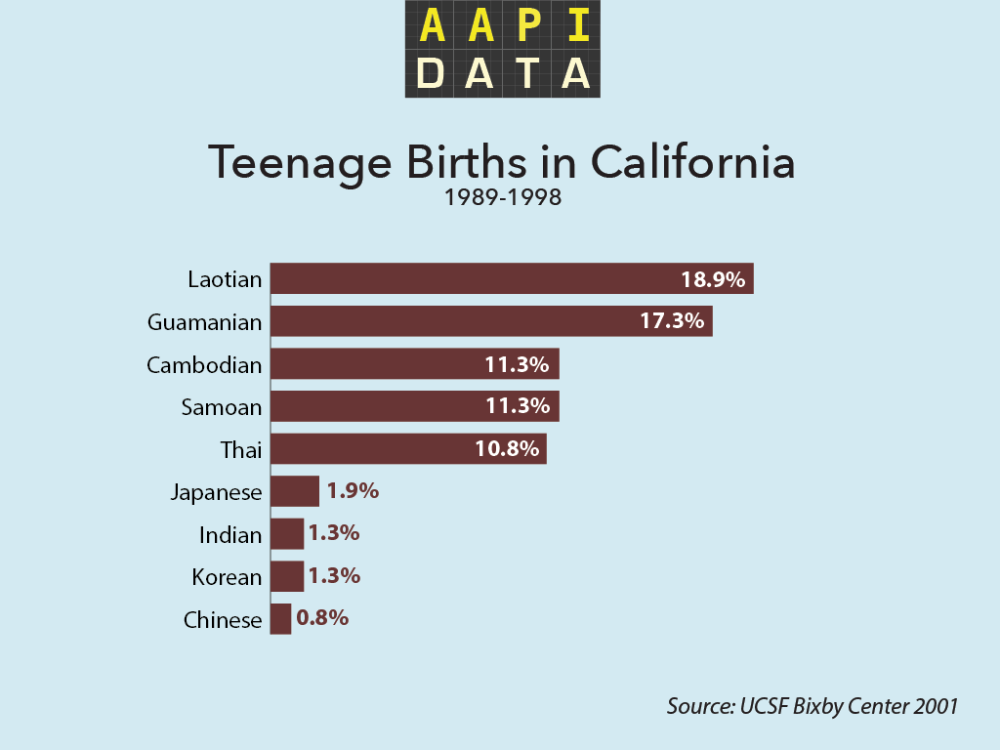 AAPI
DATA
Teenage Births in California
1989-1998
Laotian 18.9%
Guamanian 17.3%
Cambodian 11.3%
Samoan 11.3%
Thai 10.8%
Japanese 1.9%
Indian 1.3%
Korean 1.3%
Chinese 0.8%
Source: UCSF Bixby Center 2001